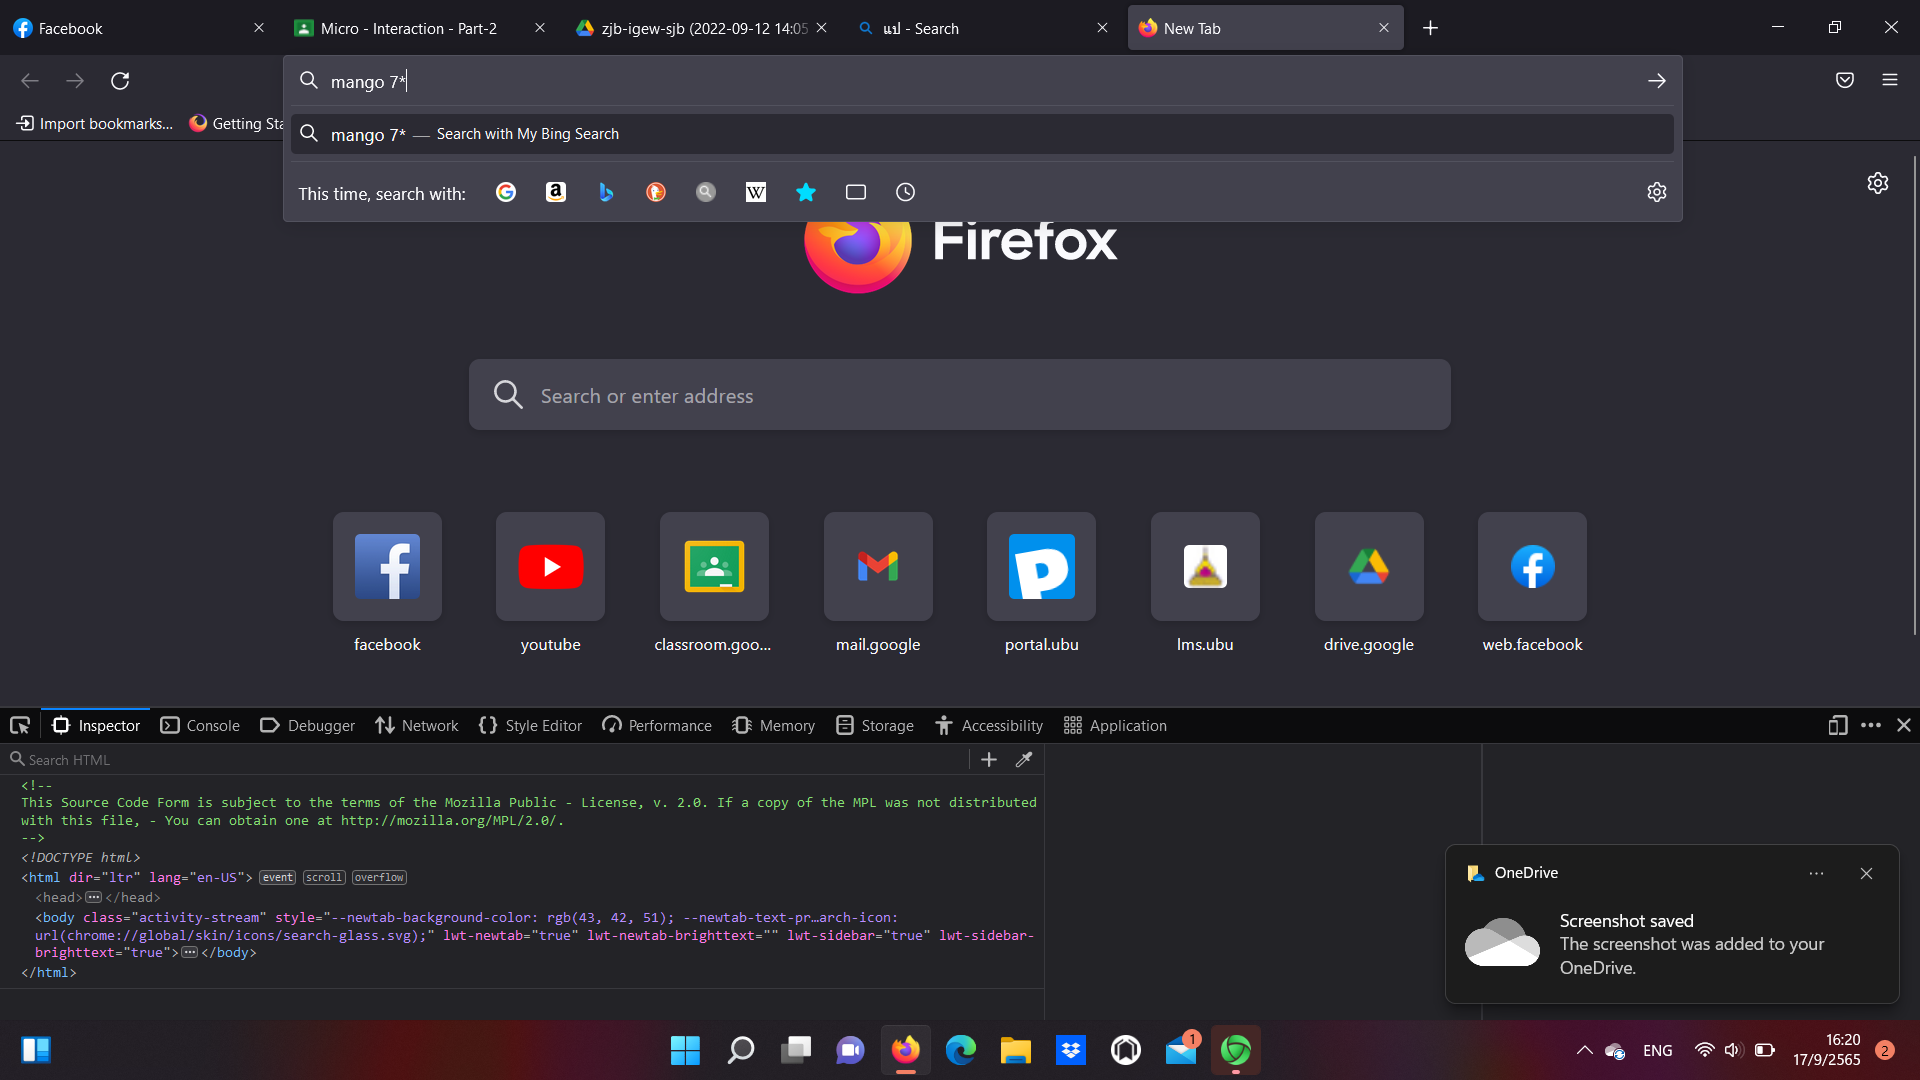 Facebook
Micro - Interaction - Part-2
zjb-igew-sjb (2022-09-12 14:05
แป - Search
New Tab
mango 7*
Import bookmarks...
Getting Sta
mango 7* — Search with My Bing Search
This time, search with:
Firefox
Search or enter address
facebook
youtube
classroom.goo...
mail.google
portal.ubu
lms.ubu
drive.google
web.facebook
Inspector
Console
Debugger
Network
Style Editor
Performance
Memory
Storage
Accessibility
Application
Search HTML
<!--
This Source Code Form is subject to the terms of the Mozilla Public - License, v. 2.0. If a copy of the MPL was not distributed
with this file, - You can obtain one at http://mozilla.org/MPL/2.0/.
-->
<!DOCTYPE html>
<html dir="ltr" lang="en-US"> event scroll overflow
<head>...</head>
<body class="activity-stream" style="--newtab-background-color: rgb(43, 42, 51); --newtab-text-pr…arch-icon:
url(chrome://global/skin/icons/search-glass.svg);" lwt-newtab="true" lwt-newtab-brighttext="" lwt-sidebar="true" lwt-sidebar-
brighttext="true">...</body>
</html>
OneDrive
Screenshot saved
The screenshot was added to your
OneDrive.
1
ENG
16:20
17/9/2565
2